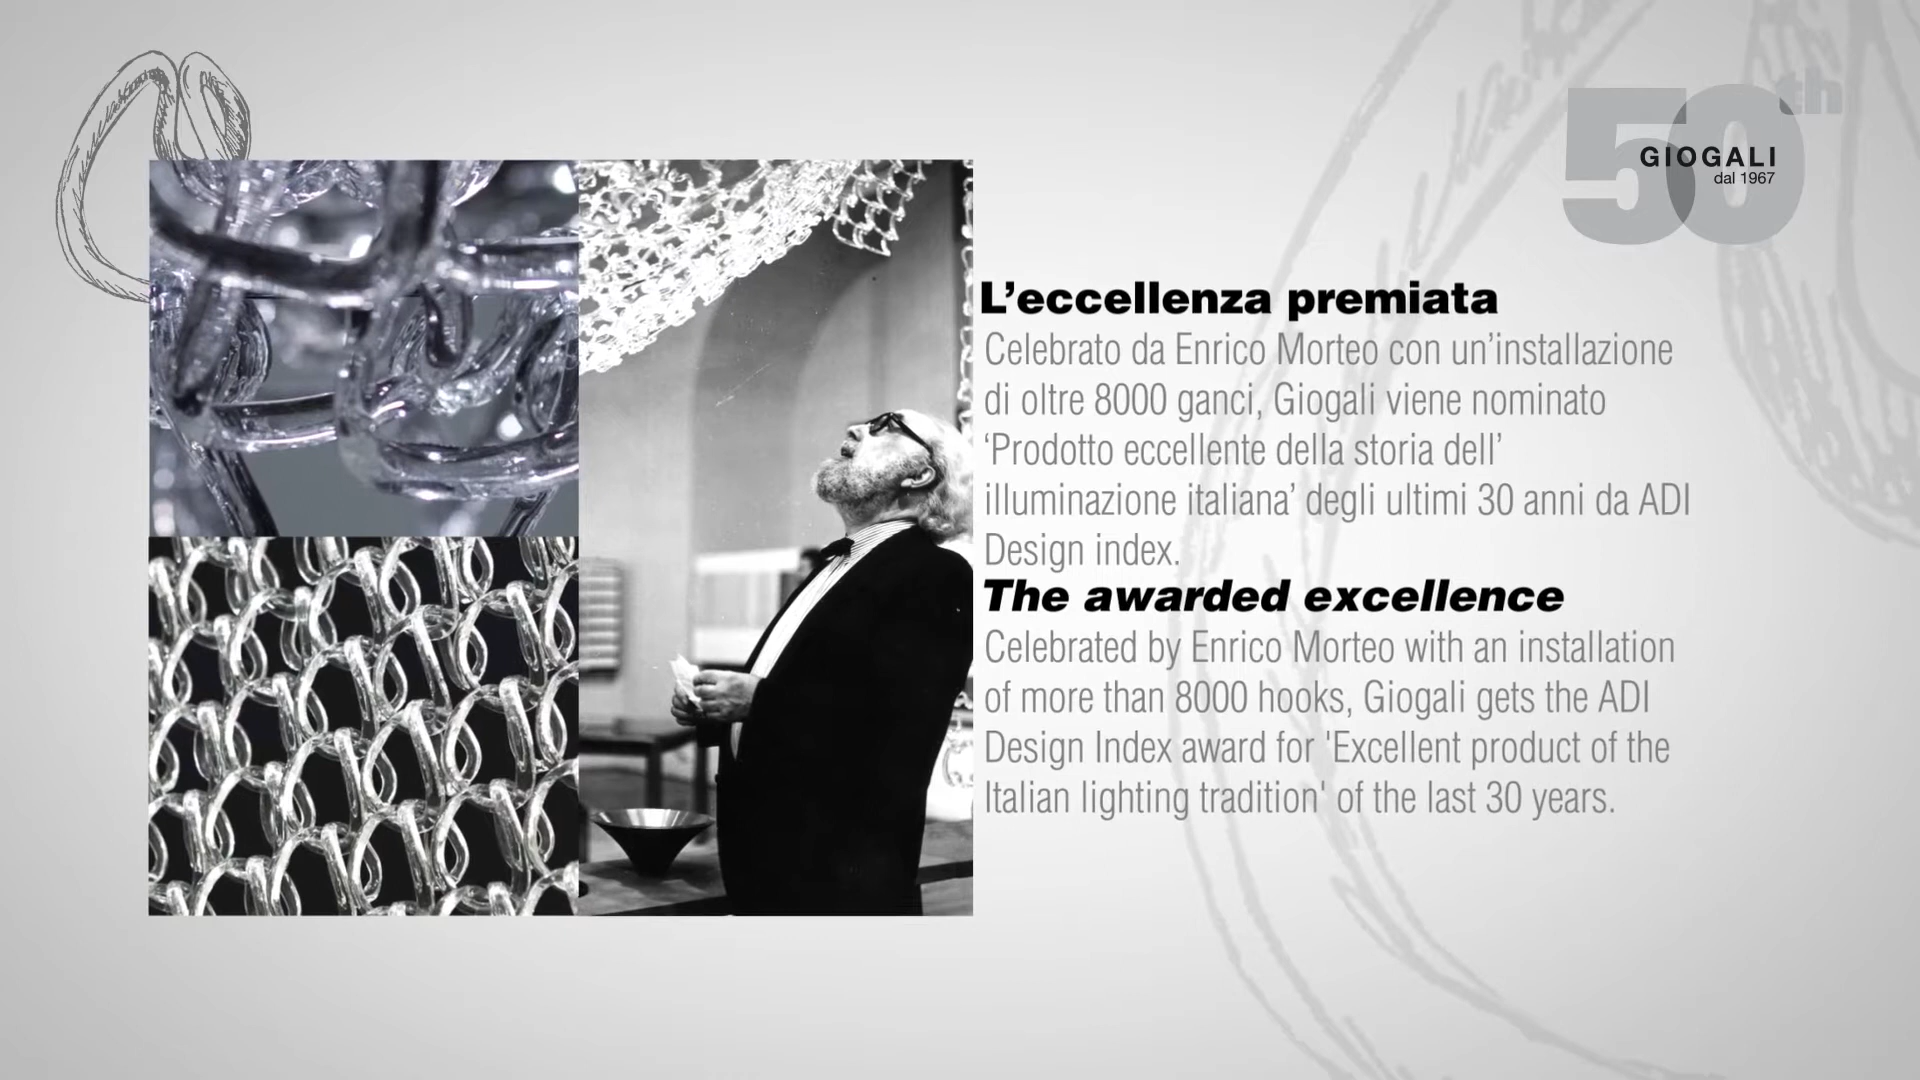 50th
GIOGALI
dal 1967
L’eccellenza premiata
Celebrato da Enrico Morteo con un’installazione
di oltre 8000 ganci, Giogali viene nominato
‘Prodotto eccellente della storia dell’
illuminazione italiana’ degli ultimi 30 anni da ADI
Design index.
The awarded excellence
Celebrated by Enrico Morteo with an installation
of more than 8000 hooks, Giogali gets the ADI
Design Index award for 'Excellent product of the
Italian lighting tradition' of the last 30 years.